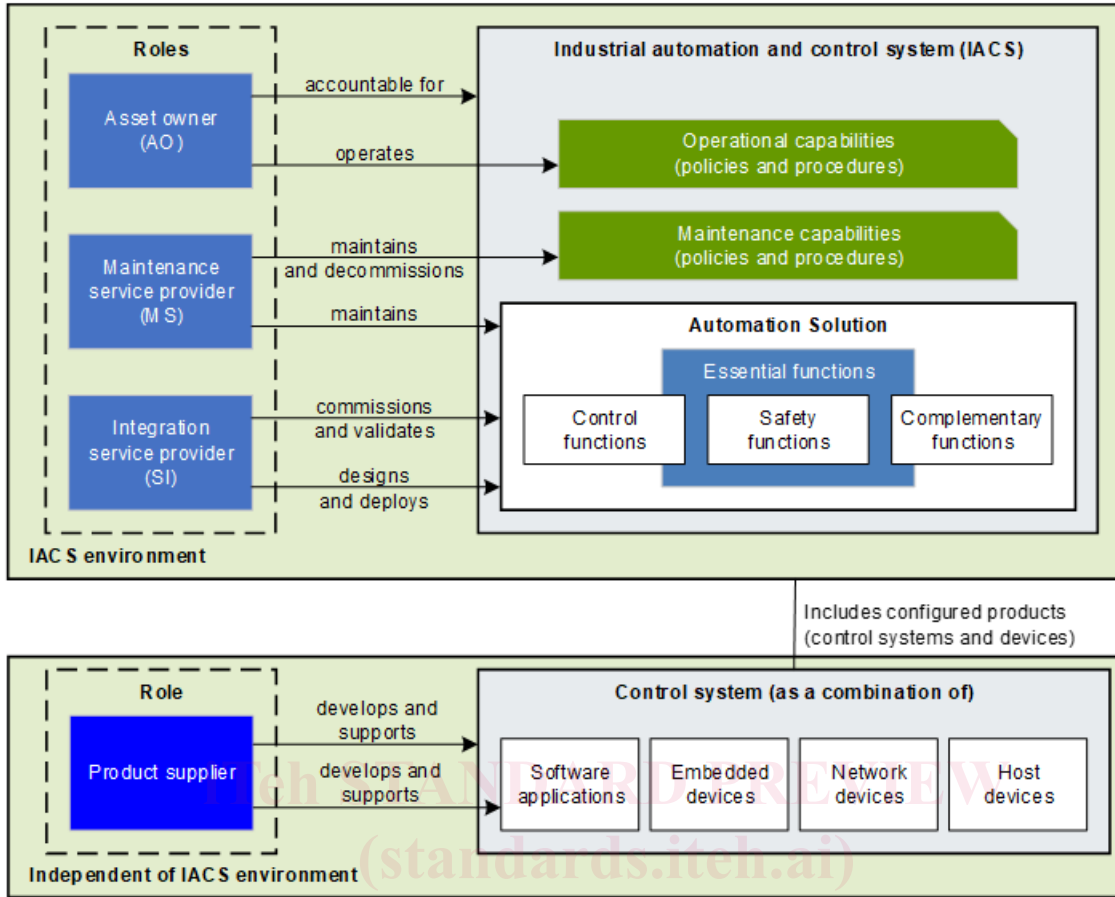 Roles
Industrial automation and control system (IACS)
Asset owner
(AO)
accountable for
operates
Operational capabilities
(policies and procedures)
Maintenance
service provider
(MS)
maintains
and decommissions
maintains
Maintenance capabilities
(policies and procedures)
Automation Solution
Essential functions
Control
functions
Safety
functions
Complementary
functions
Integration
service provider
(SI)
commissions
and validates
designs
and deploys
IACS environment
Includes configured products
(control systems and devices)
Role
Control system (as a combination of)
Product supplier
develops and
supports
develops and
supports
Software
applications
Embedded
devices
Network
devices
Host
devices
iTeh STANDARD PREVIEW
(standards.iteh.ai)
Independent of IACS environment